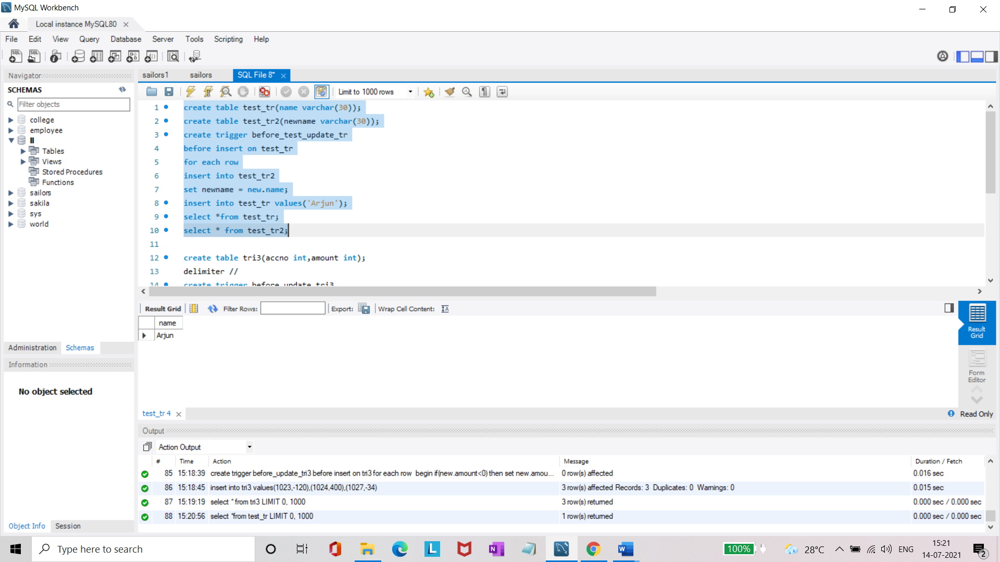 MySQL Workbench
Local instance MySQL80
File Edit View Query Database Server Tools Scripting Help
Navigator
SCHEMAS
Filter objects
college
employee
ll
Tables
Views
Stored Procedures
Functions
sailors
sakila
sys
world
Administration Schemas
Information
No object selected
Object Info Session
sailors1 sailors SQL File 8*
Limit to 1000 rows
1 create table test_tr(name varchar(30));
2 create table test_tr2(newname varchar(30));
3 create trigger before_test_update_tr
4 before insert on test_tr
5 for each row
6 insert into test_tr2
7 set newname = new.name;
8 insert into test_tr values('Arjun');
9 select *from test_tr;
10 select * from test_tr2;
11
12 create table tri3(accno int,amount int);
13 delimiter //
14 create trigger before_update_tri3
Result Grid Filter Rows: Export: Wrap Cell Content:
name
Arjun
Result Grid
Form Editor
test_tr 4
Read Only
Output
Action Output
# Time Action Message Duration / Fetch
85 15:18:39 create trigger before_update_tri3 before insert on tri3 for each row begin if(new.amount<0) then set new.amou... 0 row(s) affected 0.016 sec
86 15:18:45 insert into tri3 values(1023,-120),(1024,400),(1027,-34) 3 row(s) affected Records: 3 Duplicates: 0 Warnings: 0 0.015 sec
87 15:19:19 select * from tri3 LIMIT 0, 1000 3 row(s) returned 0.000 sec / 0.000 sec
88 15:20:56 select *from test_tr LIMIT 0, 1000 1 row(s) returned 0.000 sec / 0.000 sec
Type here to search
100%
28°C
ENG
15:21
14-07-2021
2